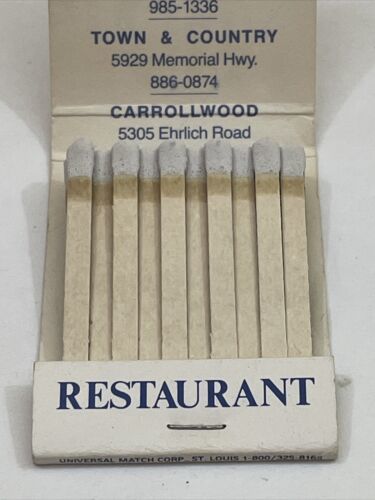 985-1336
TOWN & COUNTRY
5929 Memorial Hwy.
886-0874
CARROLLWOOD
5305 Ehrlich Road
RESTAURANT
UNIVERSAL MATCH CORP. ST. LOUIS 1-800/325-8168